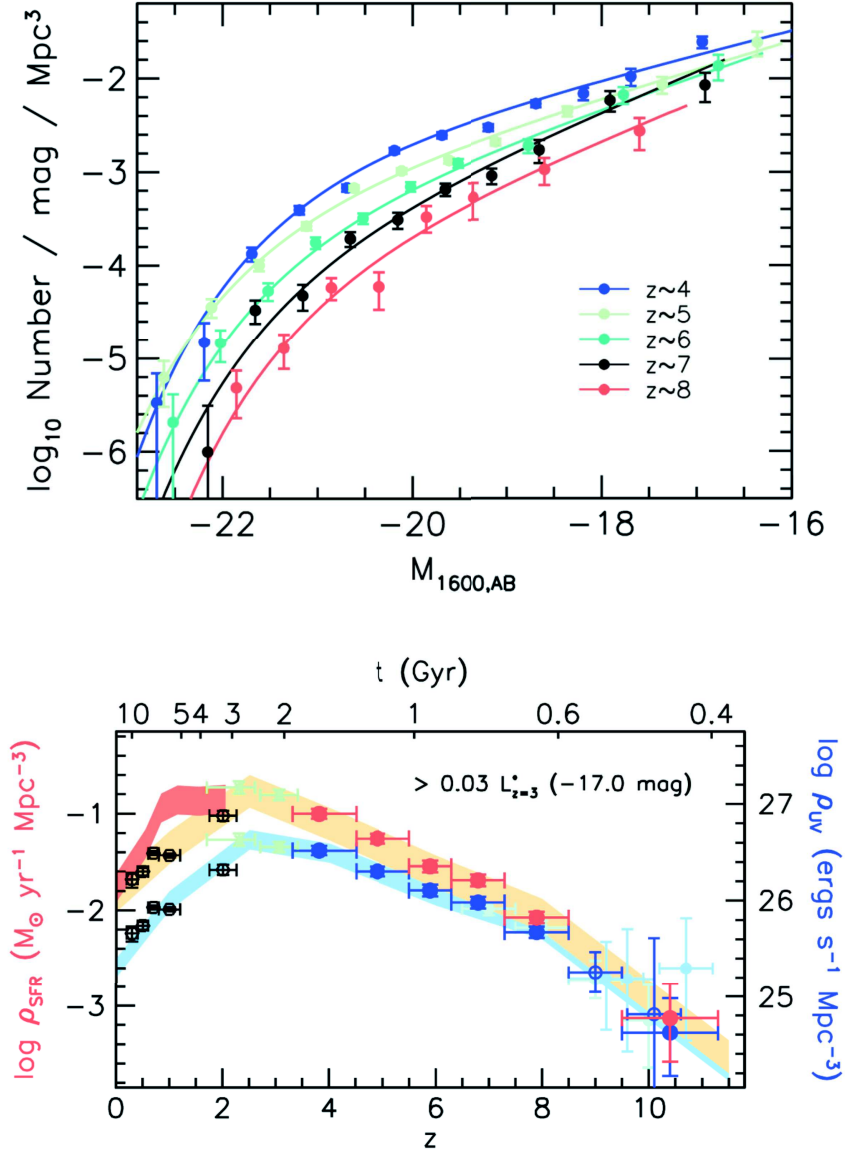 log₁₀ Number / mag / Mpc³
−2
−3
−4
−5
−6
z~4
z~5
z~6
z~7
z~8
−22 −20 −18 −16
M₁₆₀₀,AB
t (Gyr)
10 54 3 2 1 0.6 0.4
> 0.03 L*z=3 (−17.0 mag)
log ρSFR (M⊙ yr⁻¹ Mpc⁻³)
−1
−2
−3
27
26
25
log ρUV (ergs s⁻¹ Mpc⁻³)
0 2 4 6 8 10
z